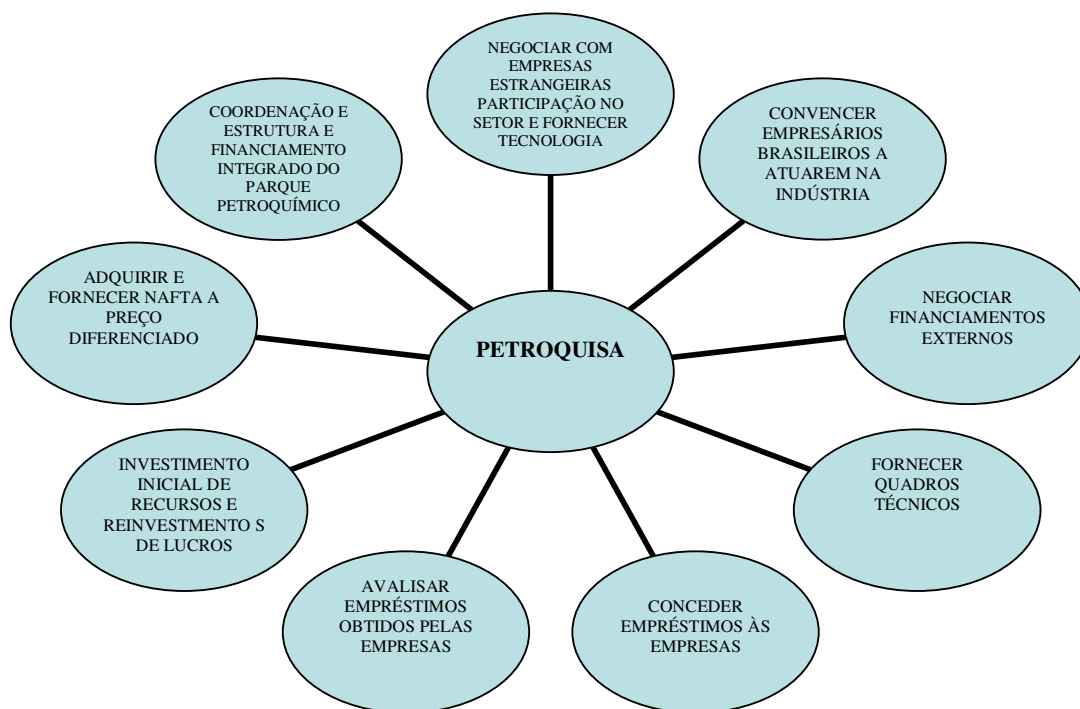 NEGOCIAR COM
EMPRESAS
ESTRANGEIRAS
PARTICIPAÇÃO NO
SETOR E FORNECER
TECNOLOGIA
CONVENCER
EMPRESÁRIOS
BRASILEIROS A
ATUAREM NA
INDÚSTRIA
NEGOCIAR
FINANCIAMENTOS
EXTERNOS
FORNECER
QUADROS
TÉCNICOS
CONCEDER
EMPRÉSTIMOS ÀS
EMPRESAS
AVALISAR
EMPRÉSTIMOS
OBTIDOS PELAS
EMPRESAS
INVESTIMENTO
INICIAL DE
RECURSOS E
REINVESTMENTO S
DE LUCROS
ADQUIRIR E
FORNECER NAFTA A
PREÇO
DIFERENCIADO
COORDENAÇÃO E
ESTRUTURA E
FINANCIAMENTO
INTEGRADO DO
PARQUE
PETROQUÍMICO
PETROQUISA